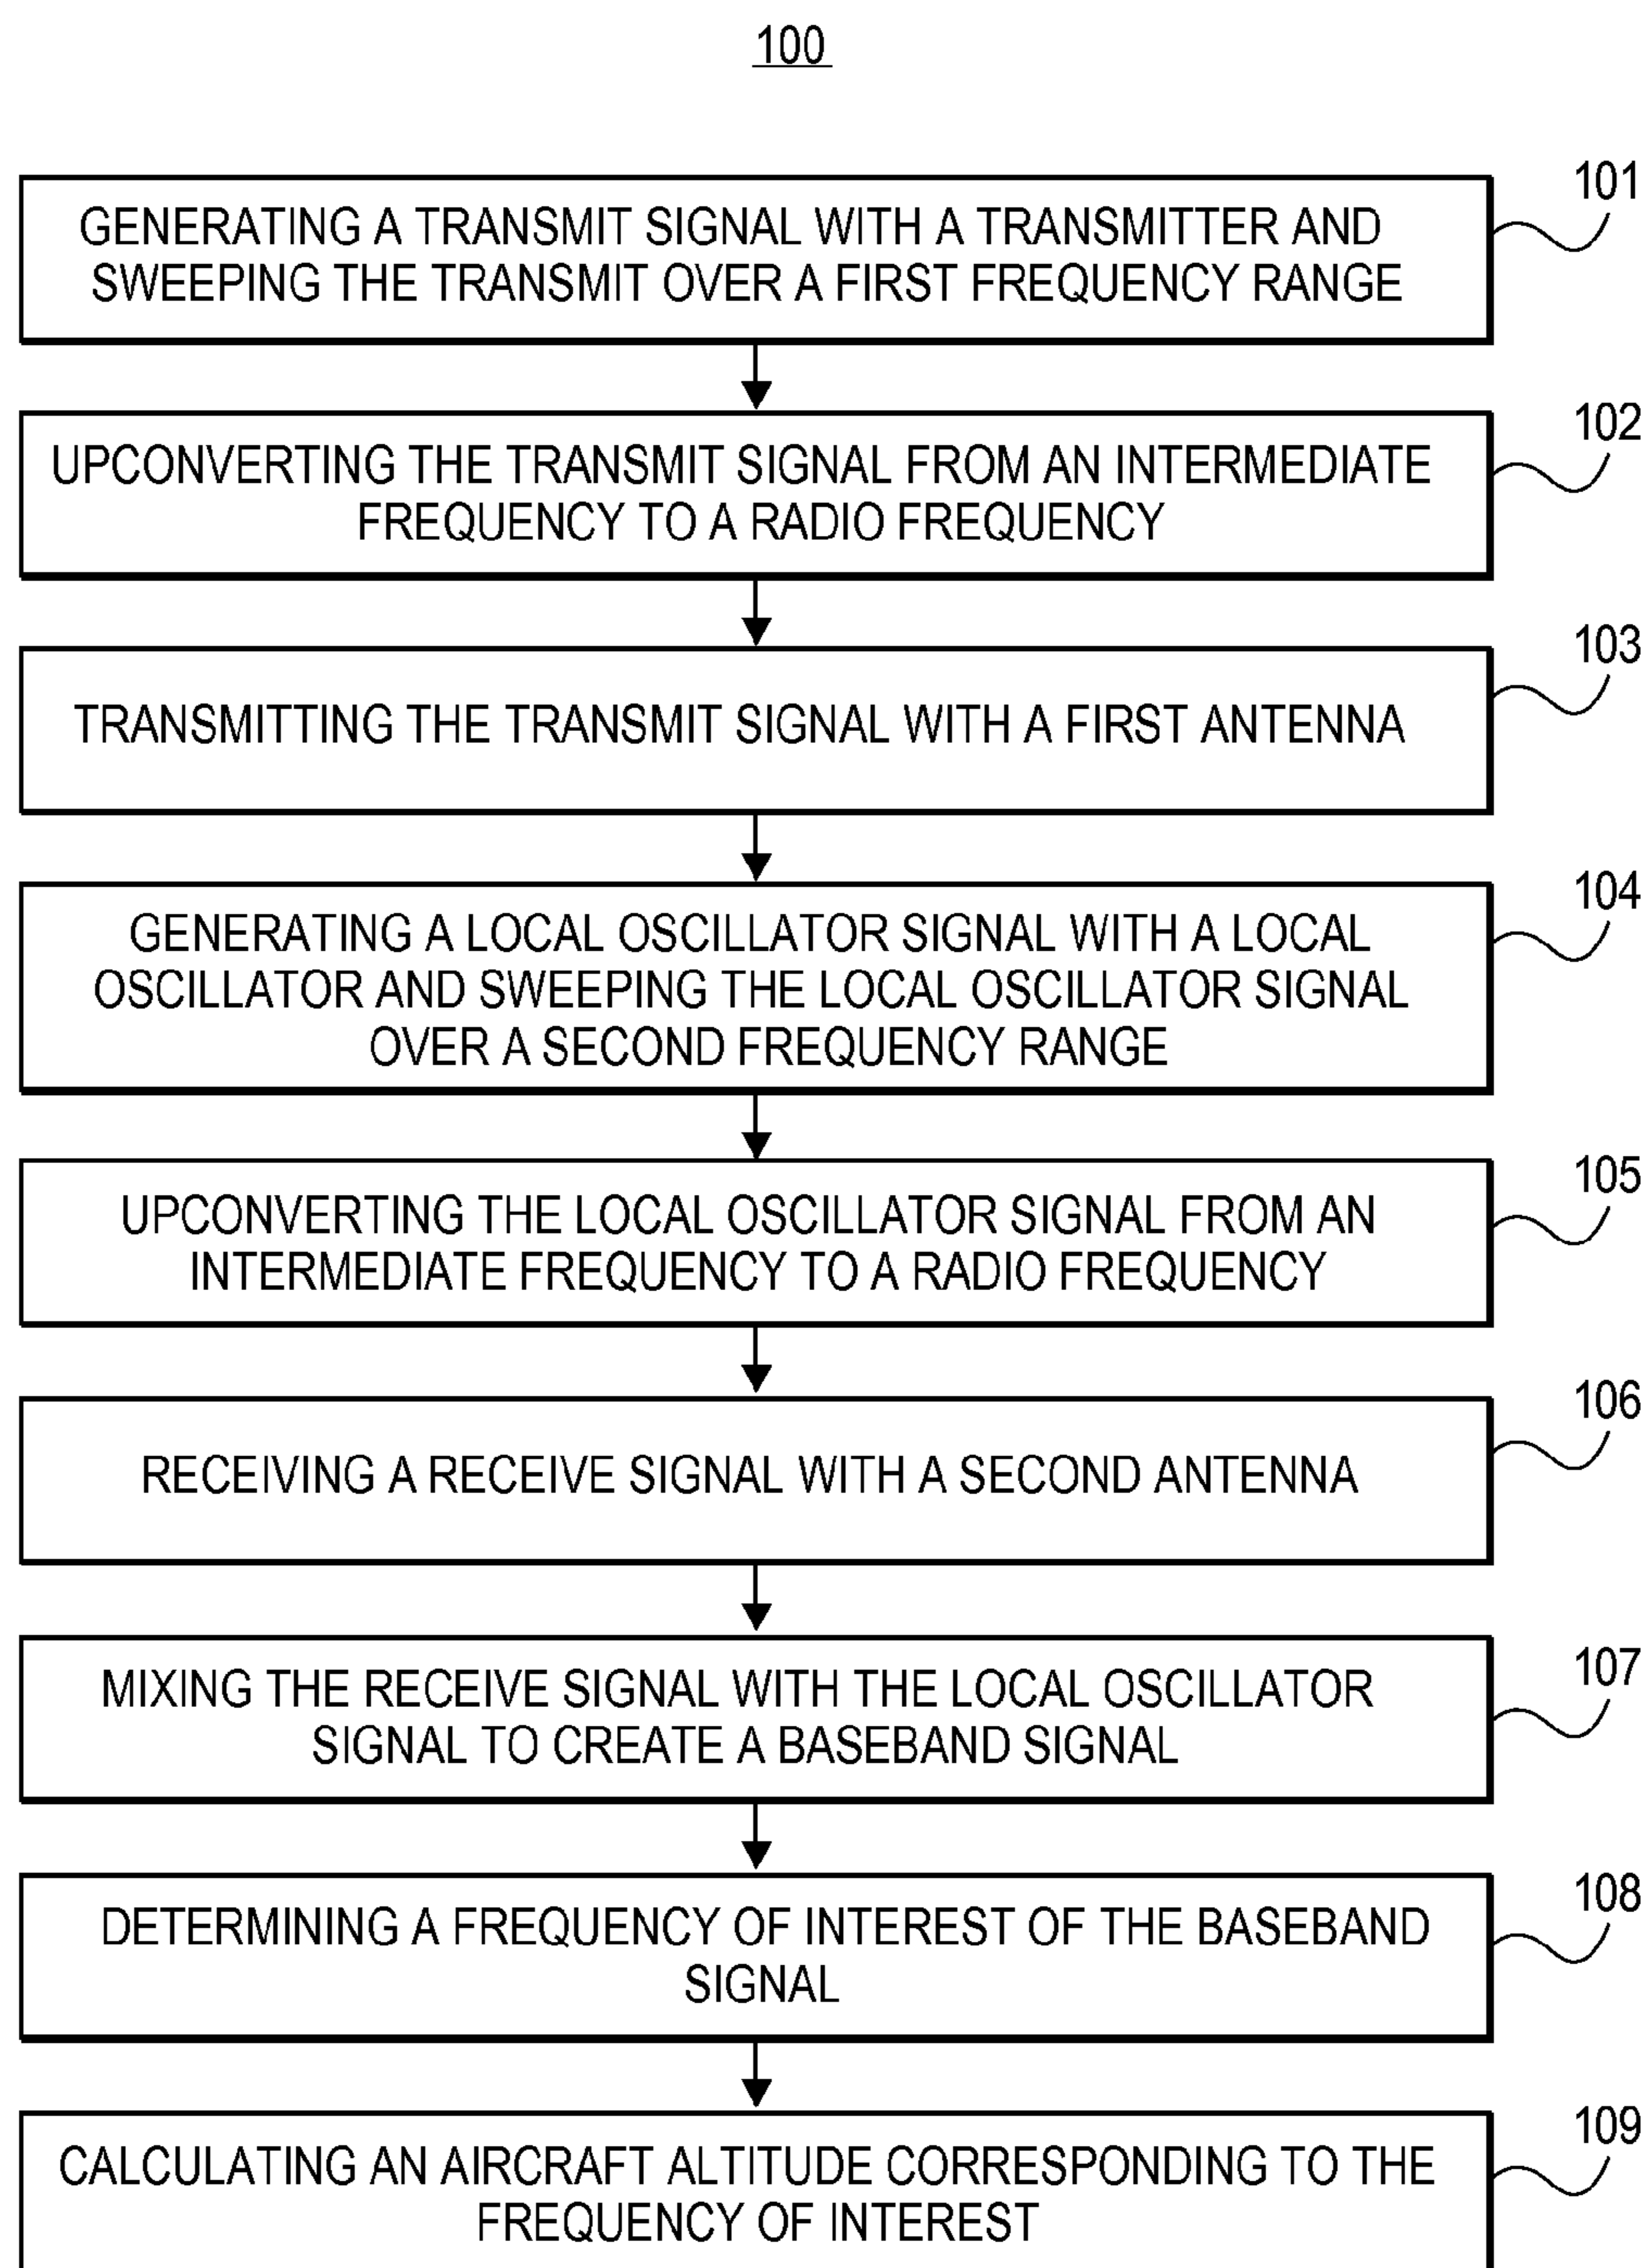 100
101
GENERATING A TRANSMIT SIGNAL WITH A TRANSMITTER AND
SWEEPING THE TRANSMIT OVER A FIRST FREQUENCY RANGE
102
UPCONVERTING THE TRANSMIT SIGNAL FROM AN INTERMEDIATE
FREQUENCY TO A RADIO FREQUENCY
103
TRANSMITTING THE TRANSMIT SIGNAL WITH A FIRST ANTENNA
104
GENERATING A LOCAL OSCILLATOR SIGNAL WITH A LOCAL
OSCILLATOR AND SWEEPING THE LOCAL OSCILLATOR SIGNAL
OVER A SECOND FREQUENCY RANGE
105
UPCONVERTING THE LOCAL OSCILLATOR SIGNAL FROM AN
INTERMEDIATE FREQUENCY TO A RADIO FREQUENCY
106
RECEIVING A RECEIVE SIGNAL WITH A SECOND ANTENNA
107
MIXING THE RECEIVE SIGNAL WITH THE LOCAL OSCILLATOR
SIGNAL TO CREATE A BASEBAND SIGNAL
108
DETERMINING A FREQUENCY OF INTEREST OF THE BASEBAND
SIGNAL
109
CALCULATING AN AIRCRAFT ALTITUDE CORRESPONDING TO THE
FREQUENCY OF INTEREST